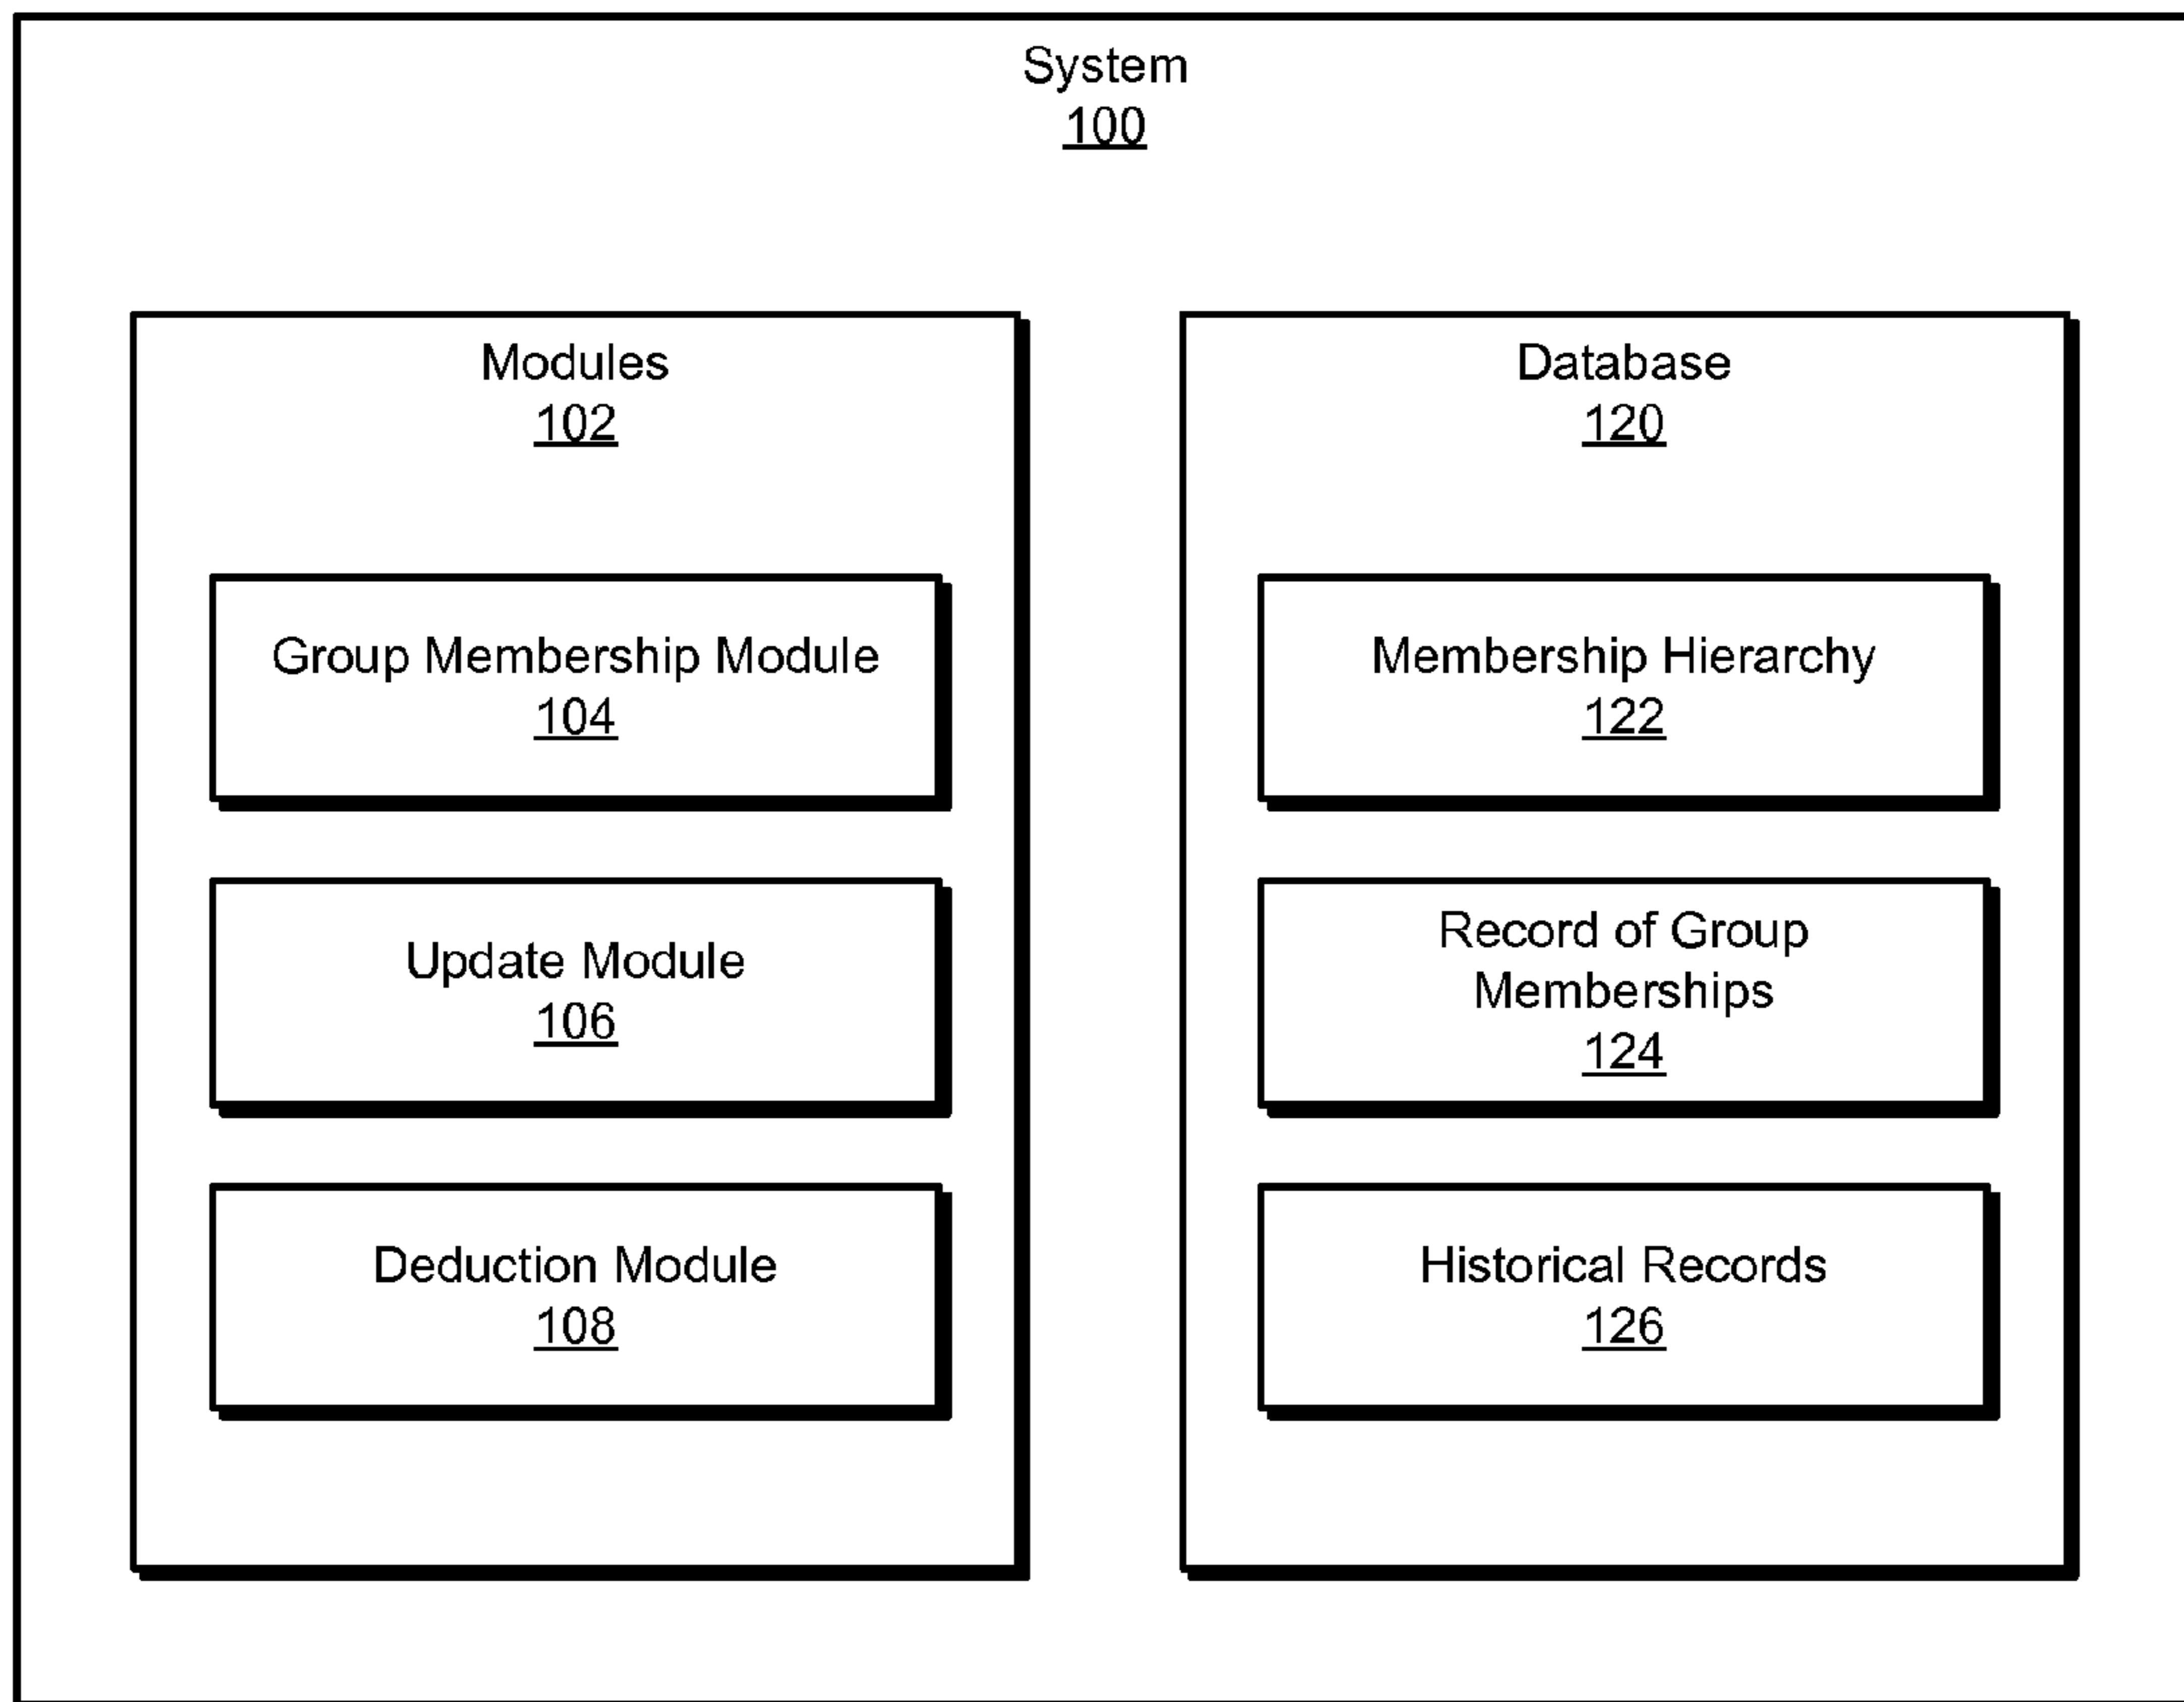 System
100
Modules
102
Group Membership Module
104
Update Module
106
Deduction Module
108
Database
120
Membership Hierarchy
122
Record of Group
Memberships
124
Historical Records
126